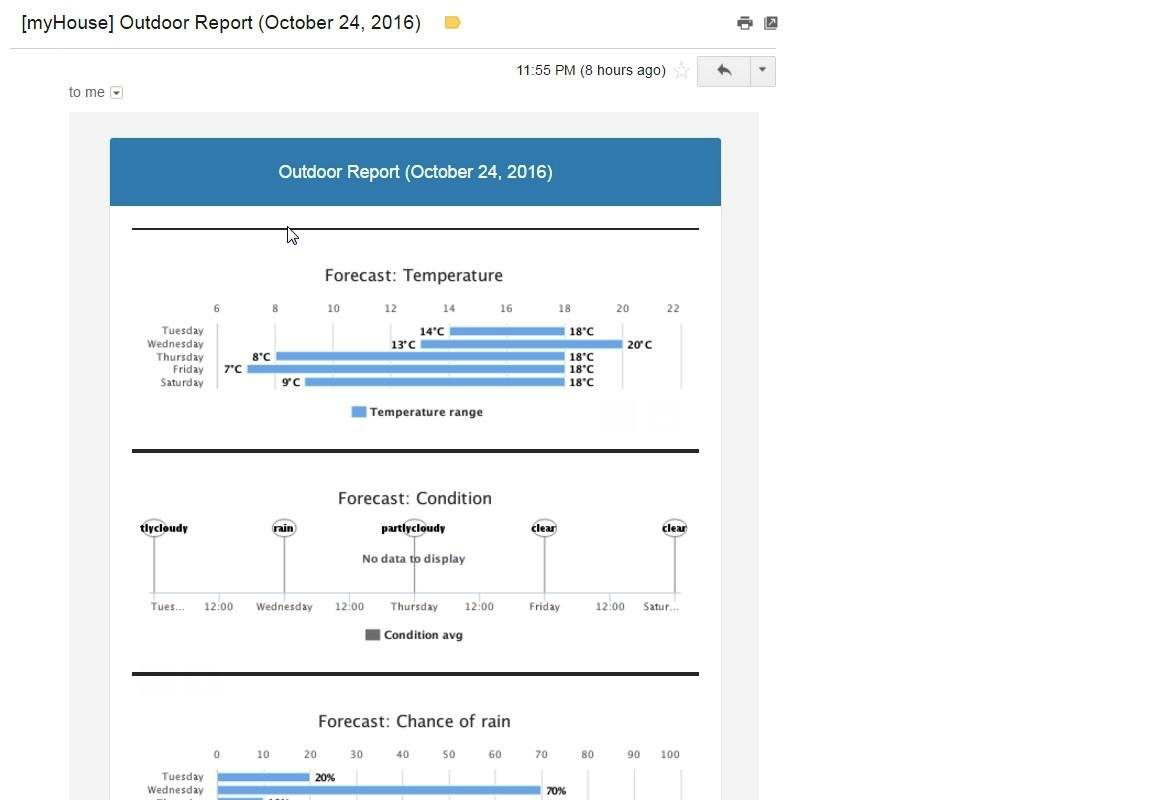 [myHouse] Outdoor Report (October 24, 2016)
11:55 PM (8 hours ago)
to me
Outdoor Report (October 24, 2016)
Forecast: Temperature
6 8 10 12 14 16 18 20 22
Tuesday 14°C 18°C
Wednesday 13°C 20°C
Thursday 8°C 18°C
Friday 7°C 18°C
Saturday 9°C 18°C
Temperature range
Forecast: Condition
tlycloudy rain partlycloudy clear clear
No data to display
Tues... 12:00 Wednesday 12:00 Thursday 12:00 Friday 12:00 Satur...
Condition avg
Forecast: Chance of rain
0 10 20 30 40 50 60 70 80 90 100
Tuesday 20%
Wednesday 70%